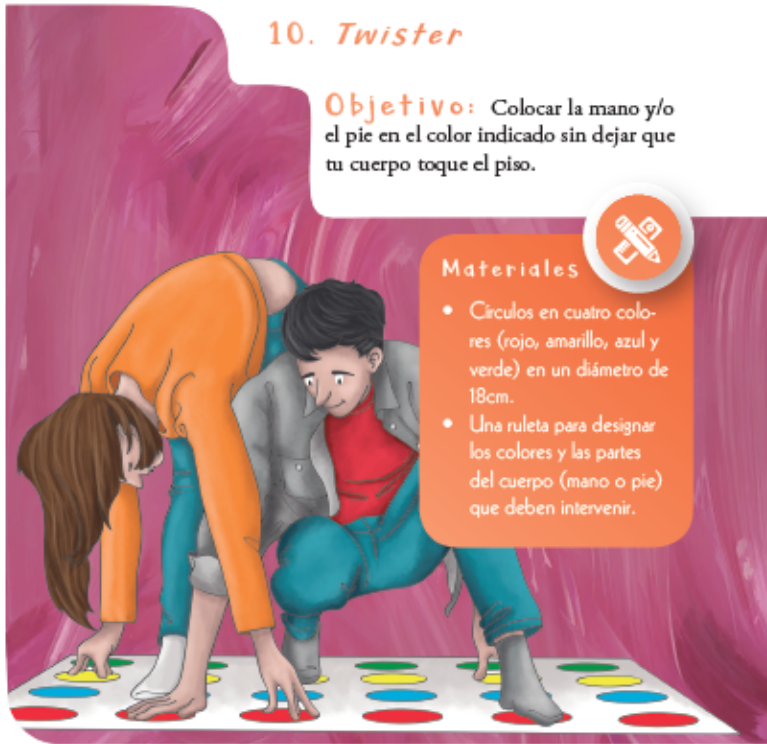 10. Twister
Objetivo: Colocar la mano y/o
el pie en el color indicado sin dejar que
tu cuerpo toque el piso.
Materiales
• Círculos en cuatro colo-
res (rojo, amarillo, azul y
verde) en un diámetro de
18cm.
• Una ruleta para designar
los colores y las partes
del cuerpo (mano o pie)
que deben intervenir.